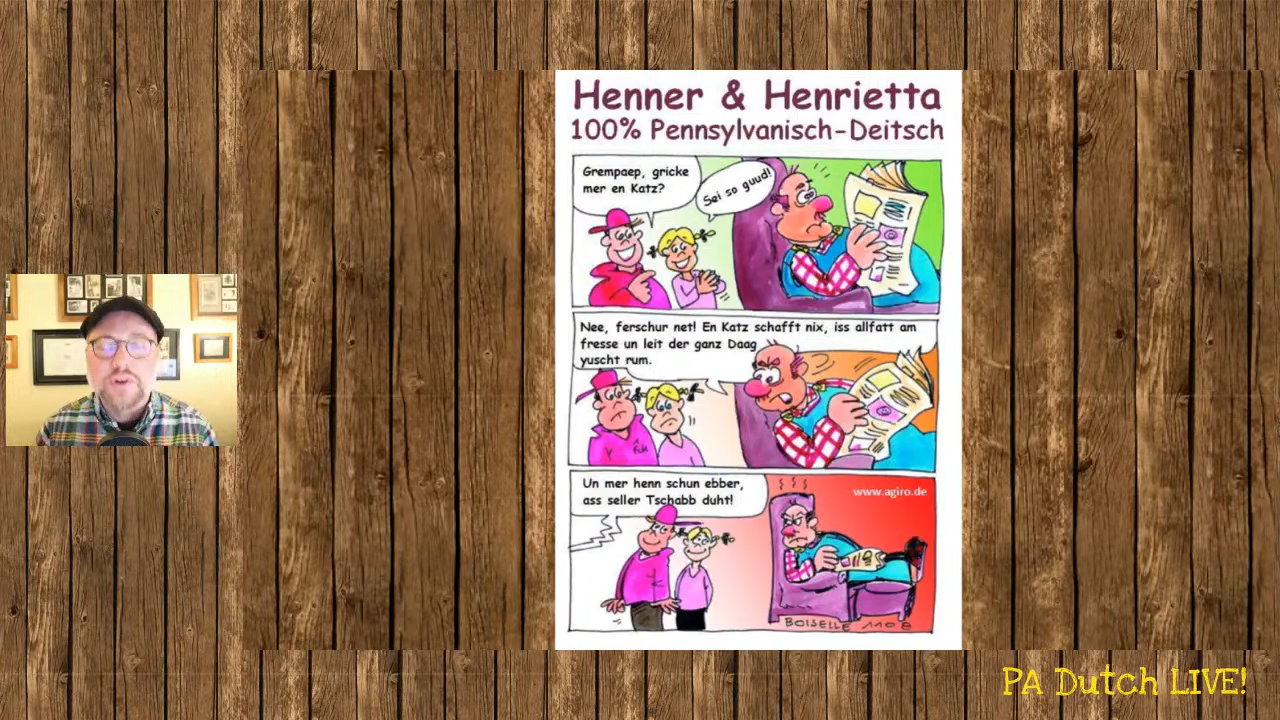 Henner & Henrietta
100% Pennsylvanisch-Deitsch
Grempaep, gricke
mer en Katz?
Sei so guud!
Nee, ferschur net! En Katz schafft nix, iss allfatt am
fresse un leit der ganz Daag
yuscht rum.
Un mer henn schun ebber,
ass seller Tschabb duht!
www.agiro.de
BOISELLE
PA Dutch LIVE!